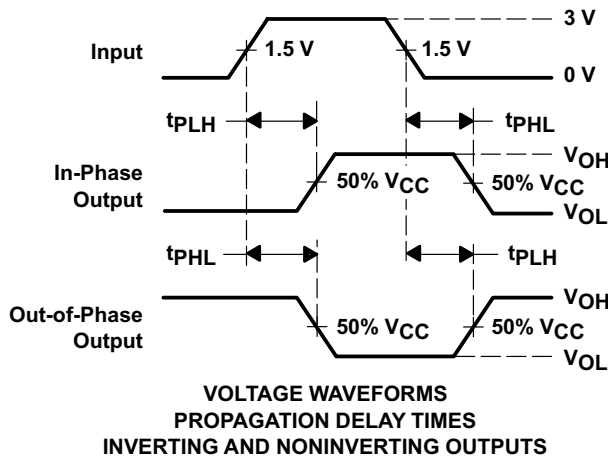 3 V
Input
1.5 V
1.5 V
0 V
tPLH
tPHL
VOH
In-Phase
Output
50% VCC
50% VCC
VOL
tPHL
tPLH
VOH
Out-of-Phase
Output
50% VCC
50% VCC
VOL
VOLTAGE WAVEFORMS
PROPAGATION DELAY TIMES
INVERTING AND NONINVERTING OUTPUTS